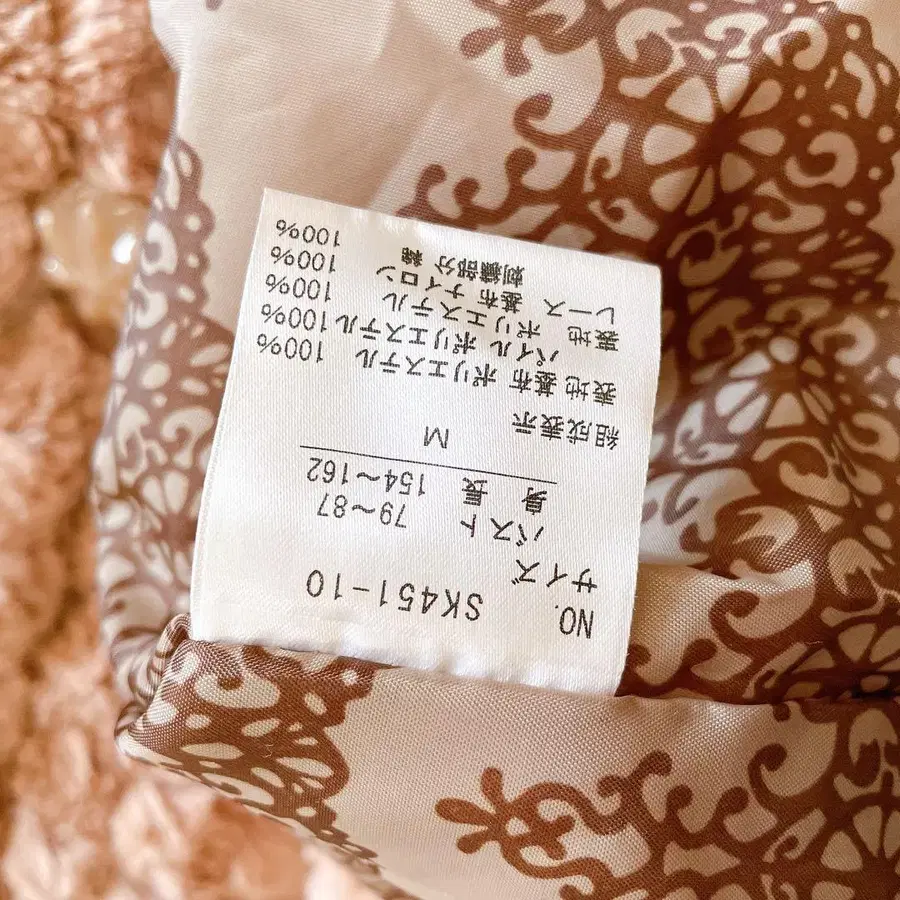 NO. SK451-10
サイズ
バスト 79～87
身長 154～162
M
組成表示
表地 基布 ポリエステル 100%
パイル ポリエステル 100%
裏地 ポリエステル 100%
レース 基布 ナイロン 100%
刺繍部分 綿 100%